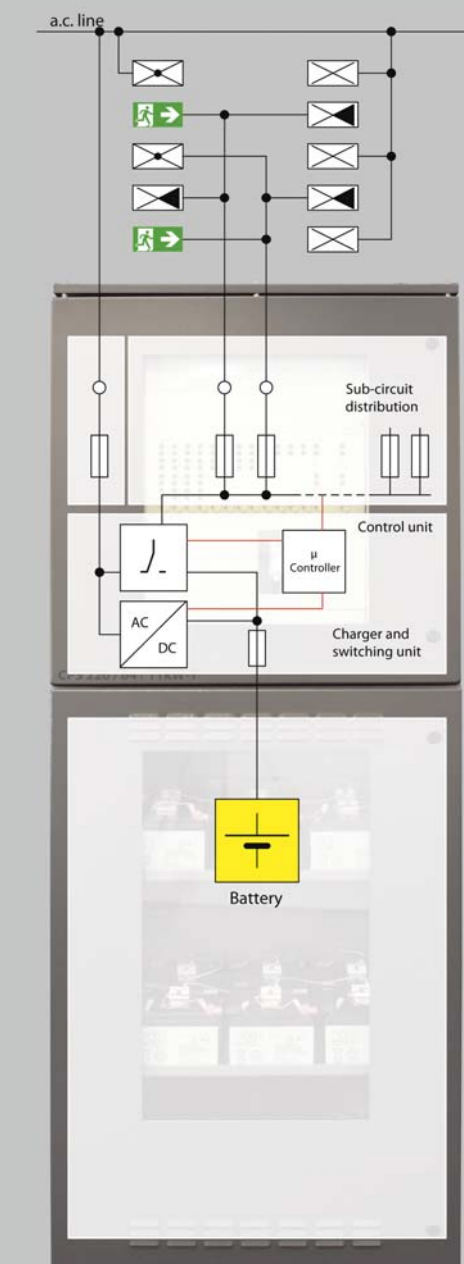 a.c. line
Sub-circuit
distribution
Control unit
μ
Controller
AC
DC
Charger and
switching unit
Battery